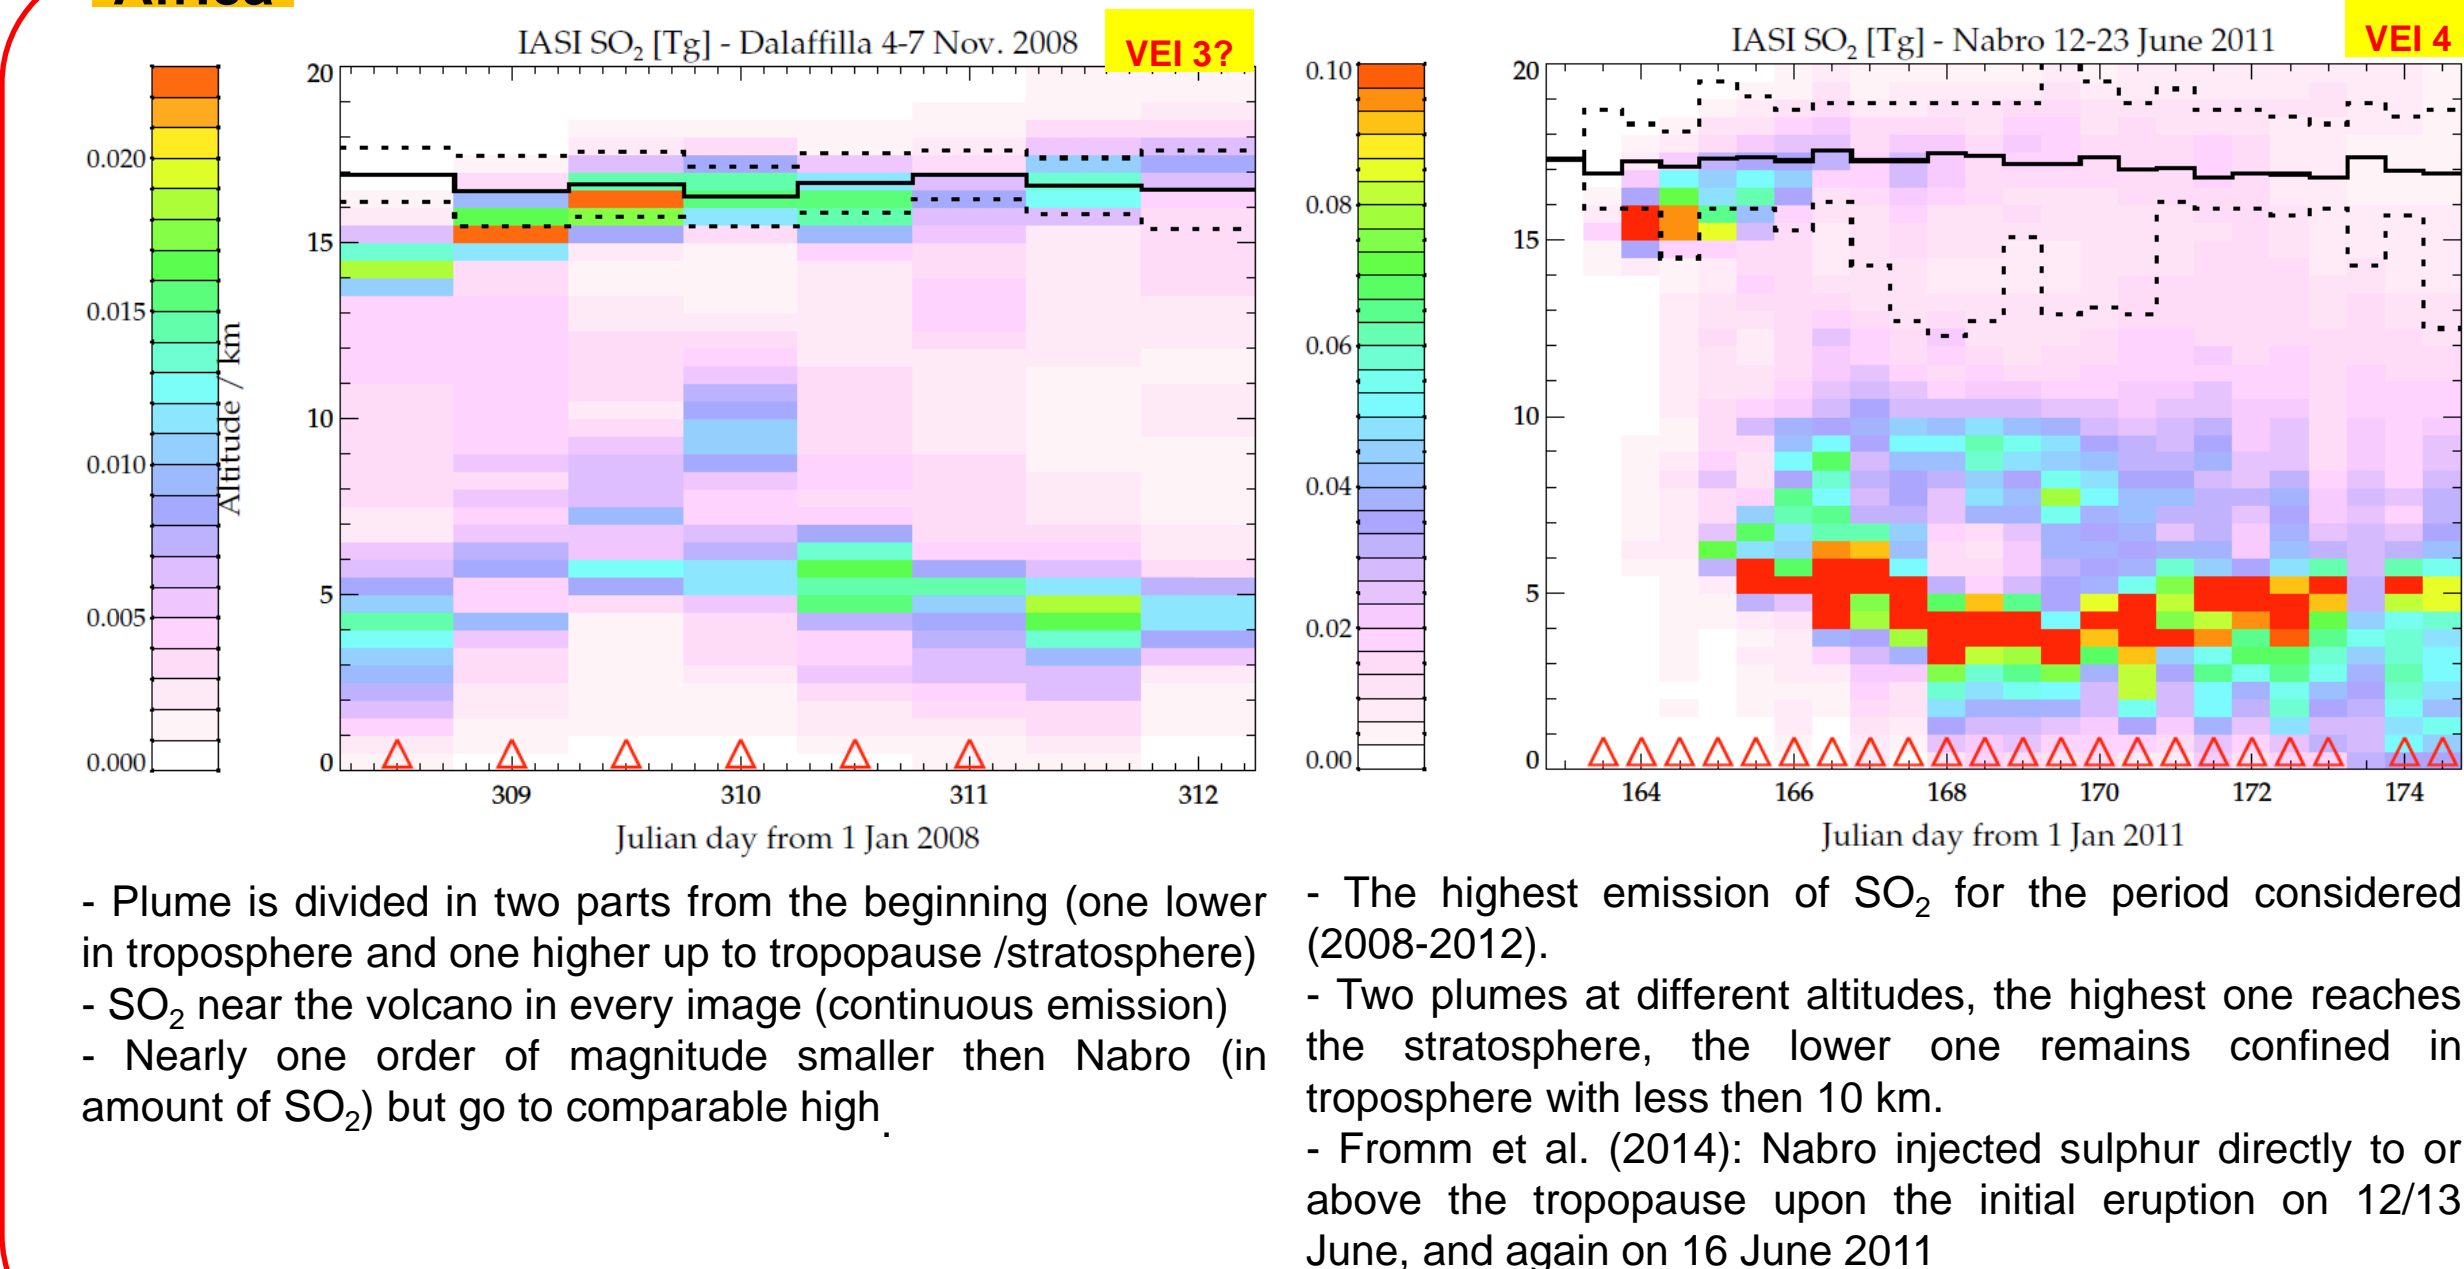 Africa
IASI SO2 [Tg] - Dalaffilla 4-7 Nov. 2008
VEI 3?
0.020
0.015
0.010
0.005
0.000
Altitude / km
20
15
10
5
0
309 310 311 312
Julian day from 1 Jan 2008
- Plume is divided in two parts from the beginning (one lower
in troposphere and one higher up to tropopause /stratosphere)
- SO2 near the volcano in every image (continuous emission)
- Nearly one order of magnitude smaller then Nabro (in
amount of SO2) but go to comparable high.
IASI SO2 [Tg] - Nabro 12-23 June 2011
VEI 4
0.10
0.08
0.06
0.04
0.02
0.00
20
15
10
5
0
164 166 168 170 172 174
Julian day from 1 Jan 2011
- The highest emission of SO2 for the period considered
(2008-2012).
- Two plumes at different altitudes, the highest one reaches
the stratosphere, the lower one remains confined in
troposphere with less then 10 km.
- Fromm et al. (2014): Nabro injected sulphur directly to or
above the tropopause upon the initial eruption on 12/13
June, and again on 16 June 2011